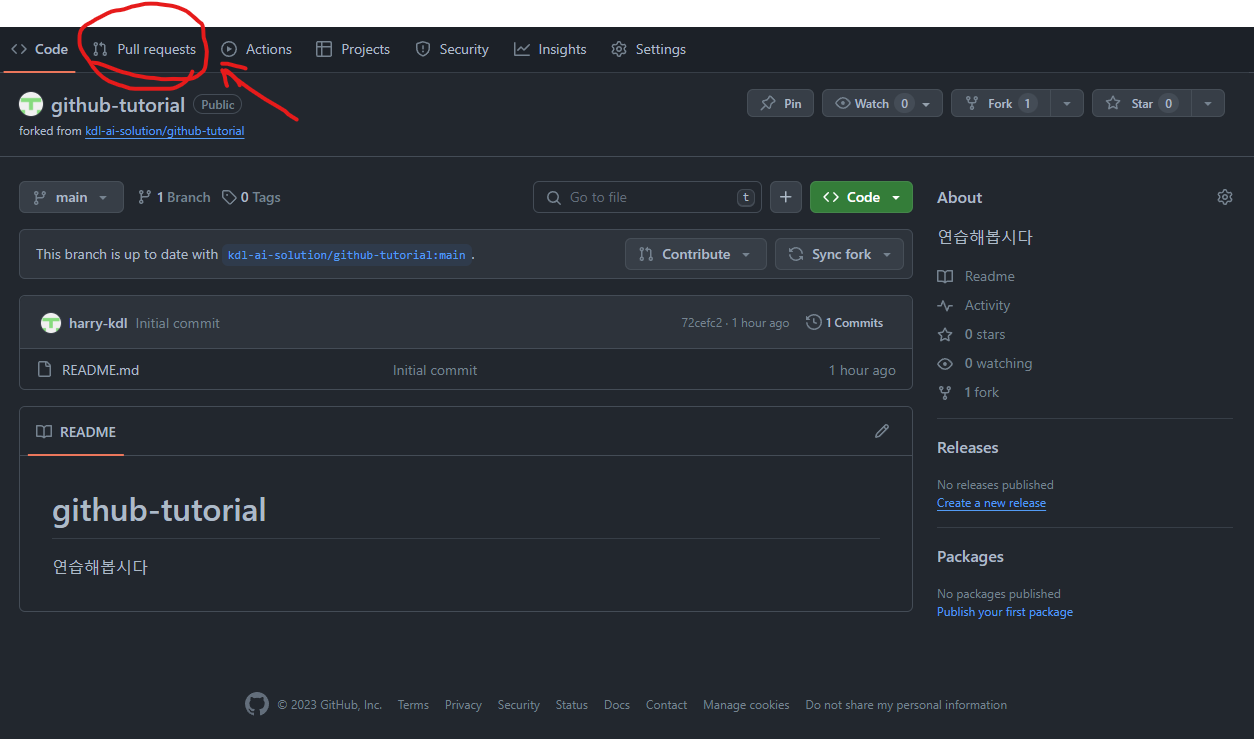 Code Pull requests Actions Projects Security Insights Settings
github-tutorial Public Pin Watch 0 Fork 1 Star 0
forked from kdl-ai-solution/github-tutorial
main 1 Branch 0 Tags Go to file t + Code
About
연습해봅시다
This branch is up to date with kdl-ai-solution/github-tutorial:main. Contribute Sync fork
Readme
Activity
0 stars
0 watching
1 fork
harry-kdl Initial commit 72cefc2 · 1 hour ago 1 Commits
README.md Initial commit 1 hour ago
README
github-tutorial
연습해봅시다
Releases
No releases published
Create a new release
Packages
No packages published
Publish your first package
© 2023 GitHub, Inc. Terms Privacy Security Status Docs Contact Manage cookies Do not share my personal information